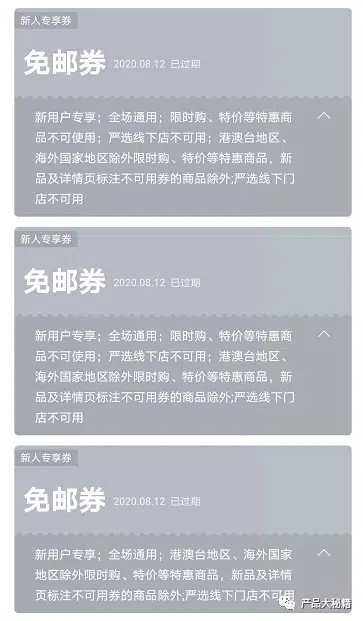 新人专享券
免邮券 2020.08.12 已过期
新用户专享；全场通用；限时购、特价等特惠商
品不可使用；严选线下店不可用；港澳台地区、
海外国家地区除外限时购、特价等特惠商品，新
品及详情页标注不可用券的商品除外;严选线下门
店不可用
新人专享券
免邮券 2020.08.12 已过期
新用户专享；全场通用；限时购、特价等特惠商
品不可使用；严选线下店不可用；港澳台地区、
海外国家地区除外限时购、特价等特惠商品，新
品及详情页标注不可用券的商品除外;严选线下门
店不可用
新人专享券
免邮券 2020.08.12 已过期
新用户专享；全场通用；港澳台地区、海外国家
地区除外限时购、特价等特惠商品，新品及详情
页标注不可用券的商品除外;严选线下门店不可用
产品大秘籍